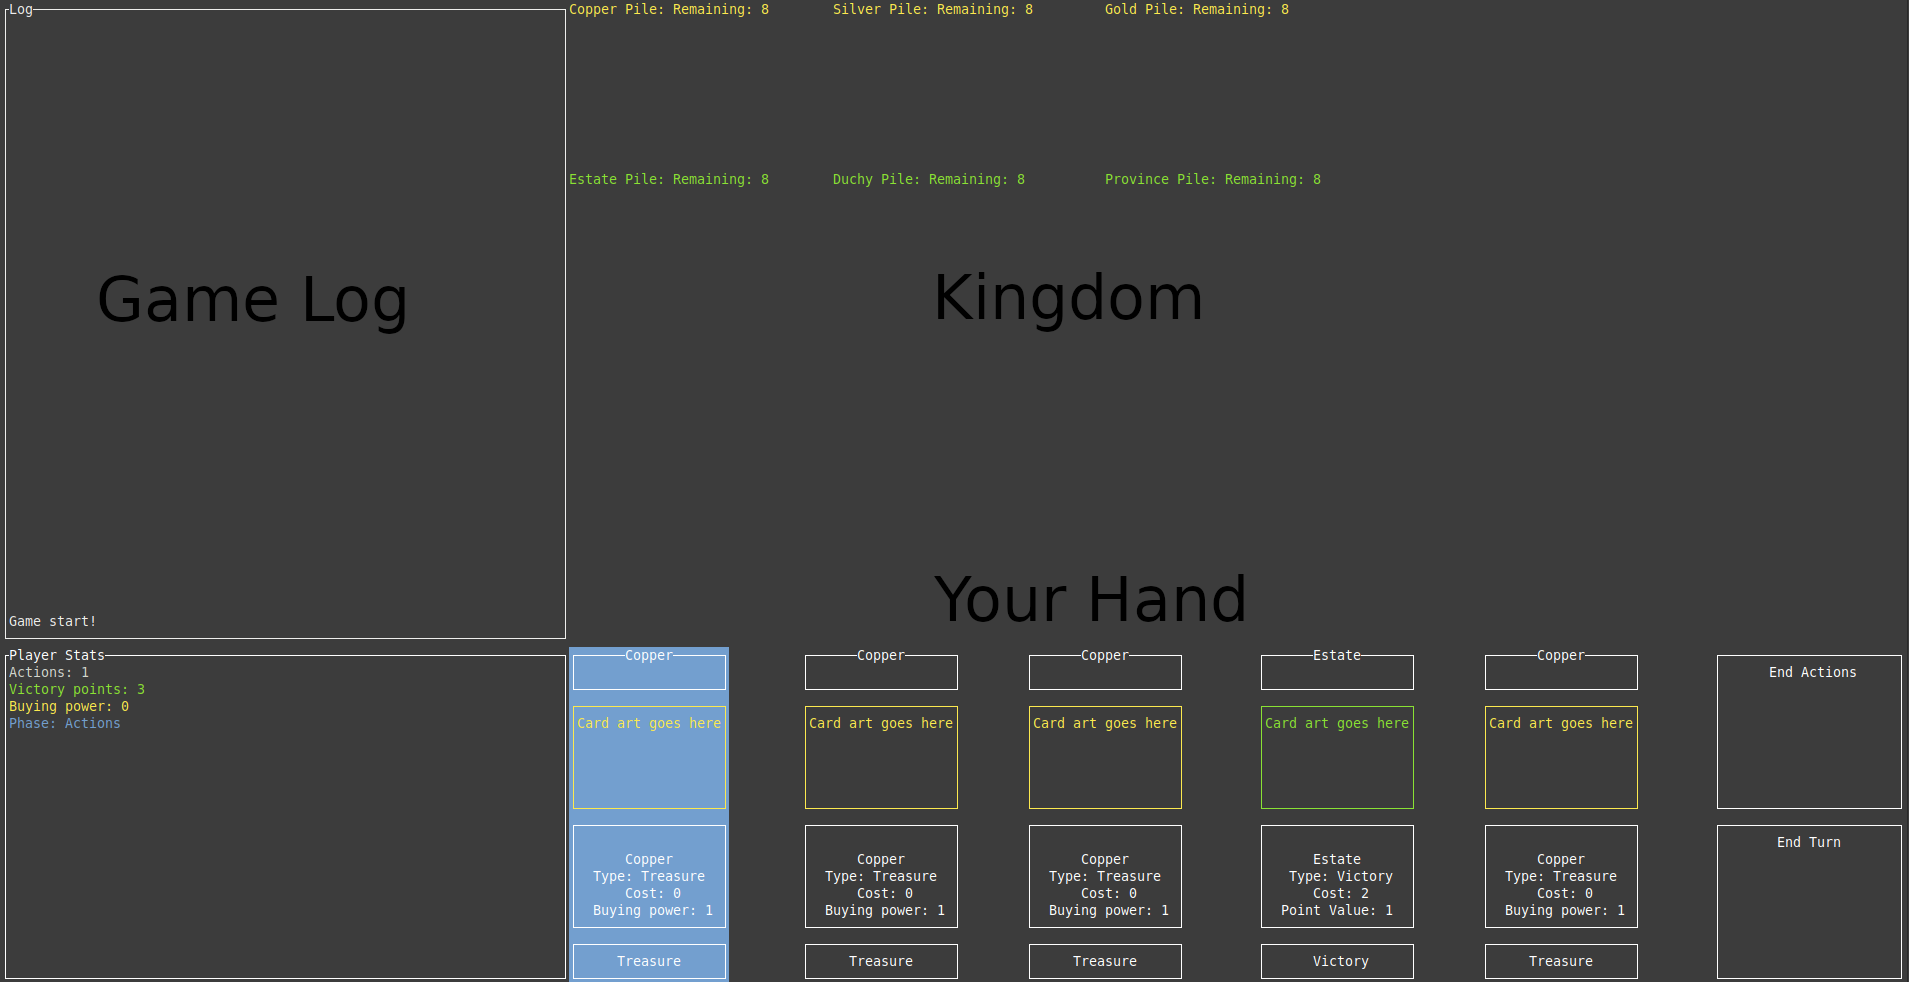 Log
Game Log
Game start!
Copper Pile: Remaining: 8
Silver Pile: Remaining: 8
Gold Pile: Remaining: 8
Estate Pile: Remaining: 8
Duchy Pile: Remaining: 8
Province Pile: Remaining: 8
Kingdom
Your Hand
Player Stats
Actions: 1
Victory points: 3
Buying power: 0
Phase: Actions
Copper
Card art goes here
Copper
Type: Treasure
Cost: 0
Buying power: 1
Treasure
Copper
Card art goes here
Copper
Type: Treasure
Cost: 0
Buying power: 1
Treasure
Copper
Card art goes here
Copper
Type: Treasure
Cost: 0
Buying power: 1
Treasure
Estate
Card art goes here
Estate
Type: Victory
Cost: 2
Point Value: 1
Victory
Copper
Card art goes here
Copper
Type: Treasure
Cost: 0
Buying power: 1
Treasure
End Actions
End Turn